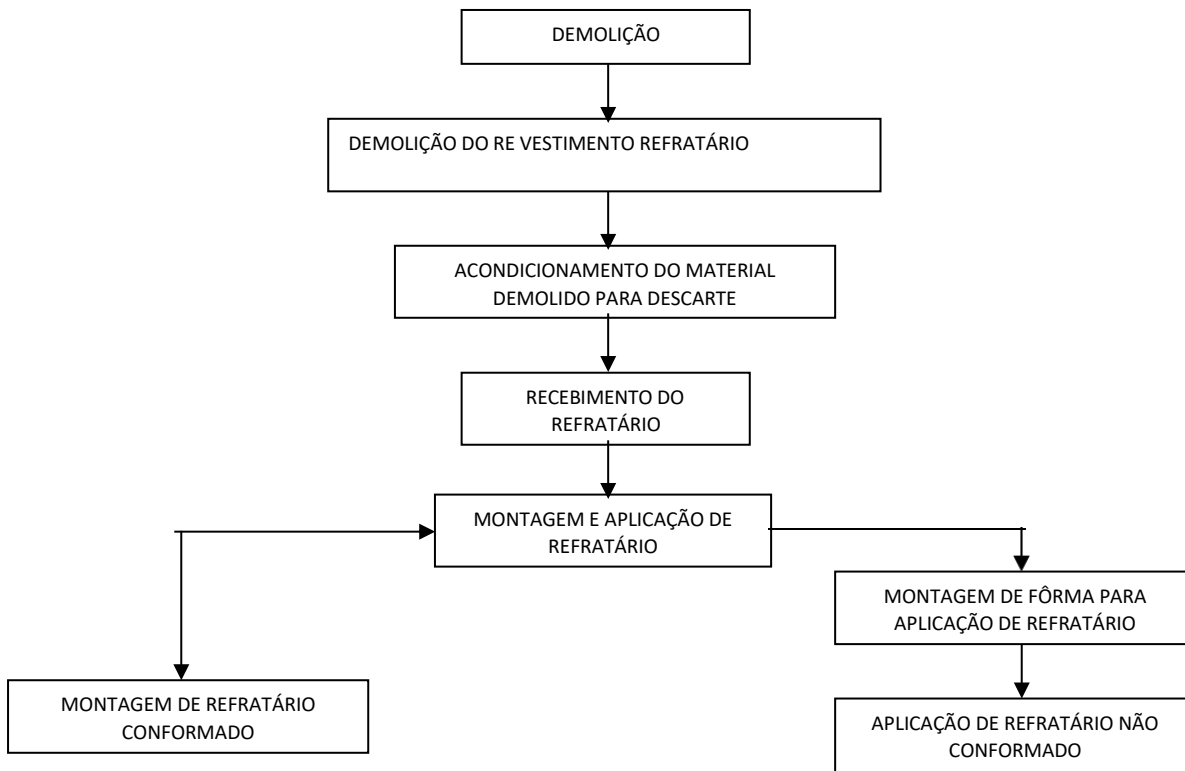 DEMOLIÇÃO
DEMOLIÇÃO DO RE VESTIMENTO REFRATÁRIO
ACONDICIONAMENTO DO MATERIAL
DEMOLIDO PARA DESCARTE
RECEBIMENTO DO
REFRATÁRIO
MONTAGEM E APLICAÇÃO DE
REFRATÁRIO
MONTAGEM DE FÔRMA PARA
APLICAÇÃO DE REFRATÁRIO
MONTAGEM DE REFRATÁRIO
CONFORMADO
APLICAÇÃO DE REFRATÁRIO NÃO
CONFORMADO